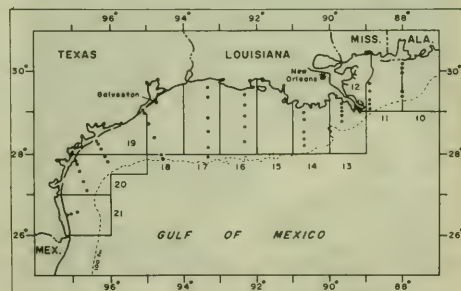 96° 94° 92° 90° 88°
TEXAS LOUISIANA MISS. ALA.
30° 30°
New Orleans
Galveston
12
11 10
19
28° 28°
18 17 16 15 14 13
20
21
GULF OF MEXICO
26° 26°
MEX.
96° 94° 92° 90° 88°